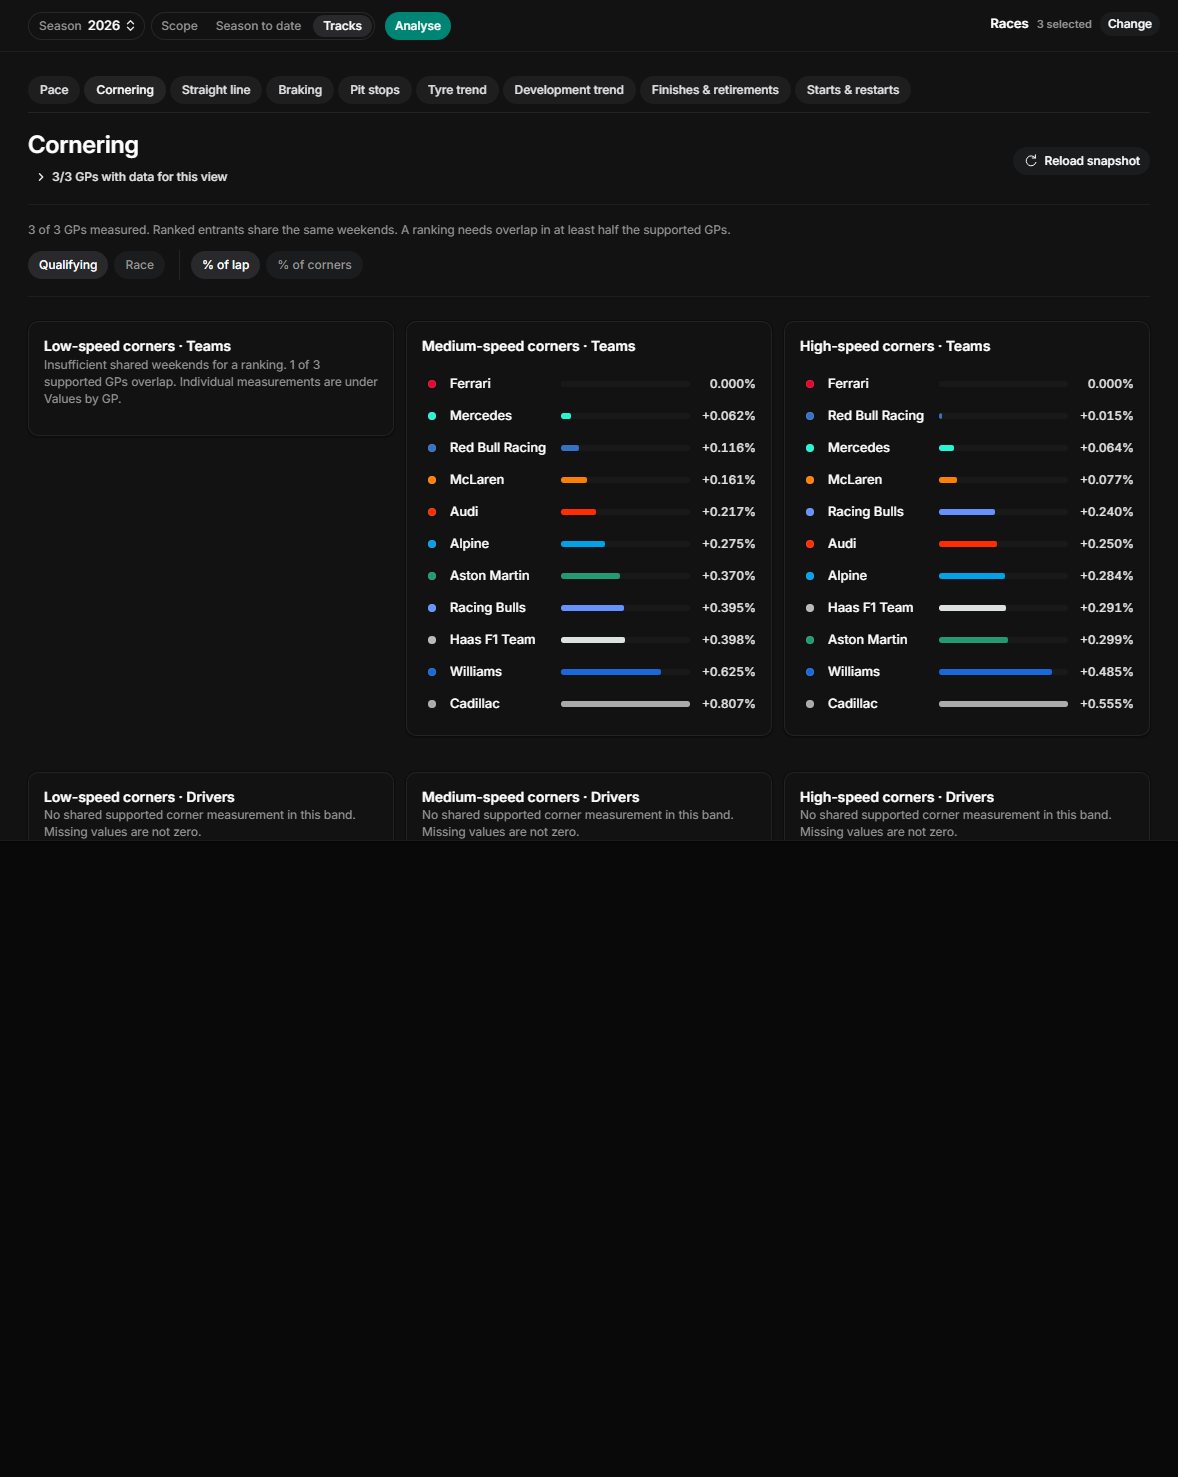 Season 2026
Scope Season to date Tracks
Analyse
Races 3 selected Change
Pace Cornering Straight line Braking Pit stops Tyre trend Development trend Finishes & retirements Starts & restarts
Cornering
3/3 GPs with data for this view
Reload snapshot
3 of 3 GPs measured. Ranked entrants share the same weekends. A ranking needs overlap in at least half the supported GPs.
Qualifying Race % of lap % of corners
Low-speed corners · Teams
Insufficient shared weekends for a ranking. 1 of 3
supported GPs overlap. Individual measurements are under
Values by GP.
Medium-speed corners · Teams
Ferrari 0.000%
Mercedes +0.062%
Red Bull Racing +0.116%
McLaren +0.161%
Audi +0.217%
Alpine +0.275%
Aston Martin +0.370%
Racing Bulls +0.395%
Haas F1 Team +0.398%
Williams +0.625%
Cadillac +0.807%
High-speed corners · Teams
Ferrari 0.000%
Red Bull Racing +0.015%
Mercedes +0.064%
McLaren +0.077%
Racing Bulls +0.240%
Audi +0.250%
Alpine +0.284%
Haas F1 Team +0.291%
Aston Martin +0.299%
Williams +0.485%
Cadillac +0.555%
Low-speed corners · Drivers
No shared supported corner measurement in this band.
Missing values are not zero.
Medium-speed corners · Drivers
No shared supported corner measurement in this band.
Missing values are not zero.
High-speed corners · Drivers
No shared supported corner measurement in this band.
Missing values are not zero.